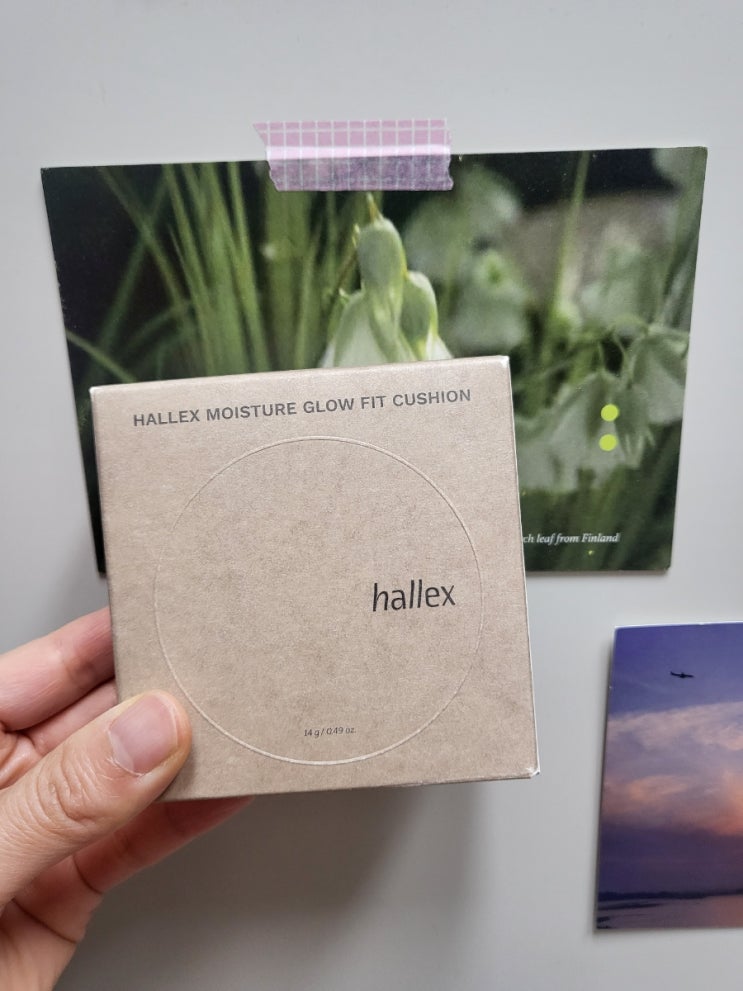 HALLEX MOISTURE GLOW FIT CUSHION
hallex
14 g / 0.49 oz.
ch leaf from Finland